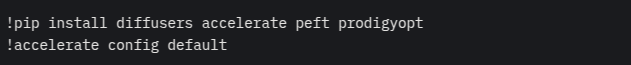 !pip install diffusers accelerate peft prodigyopt
!accelerate config default